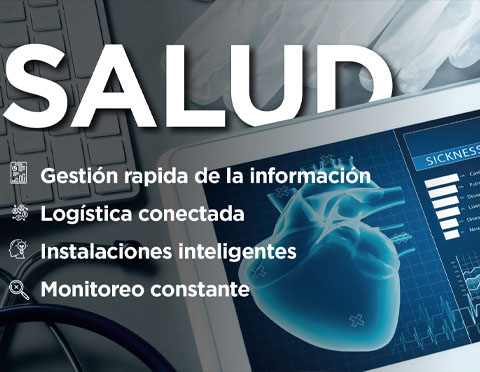 SALUD
Gestión rapida de la información
Logística conectada
Instalaciones inteligentes
Monitoreo constante
SICKNESS